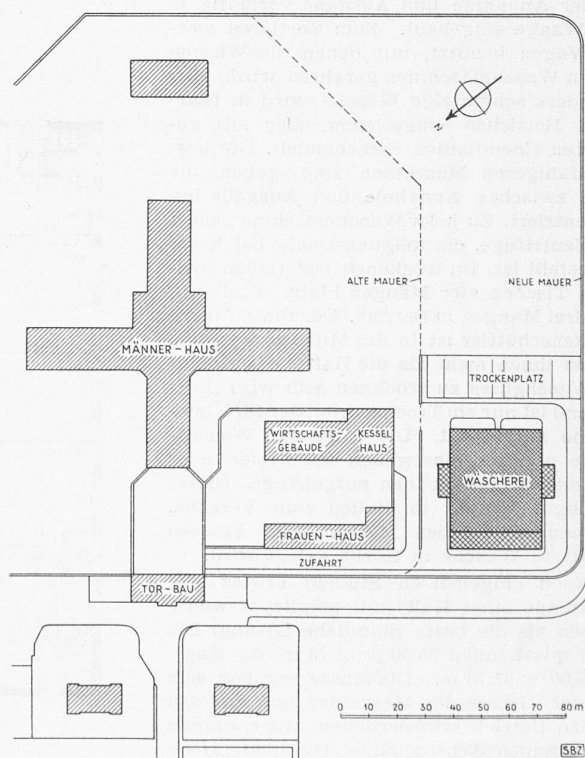 N
ALTE MAUER
NEUE MAUER
MÄNNER-HAUS
TROCKENPLATZ
WIRTSCHAFTS-
GEBÄUDE
KESSEL
HAUS
WÄSCHEREI
FRAUEN-HAUS
ZUFAHRT
TOR-BAU
0 10 20 30 40 50 60 70 80 m
SBZ